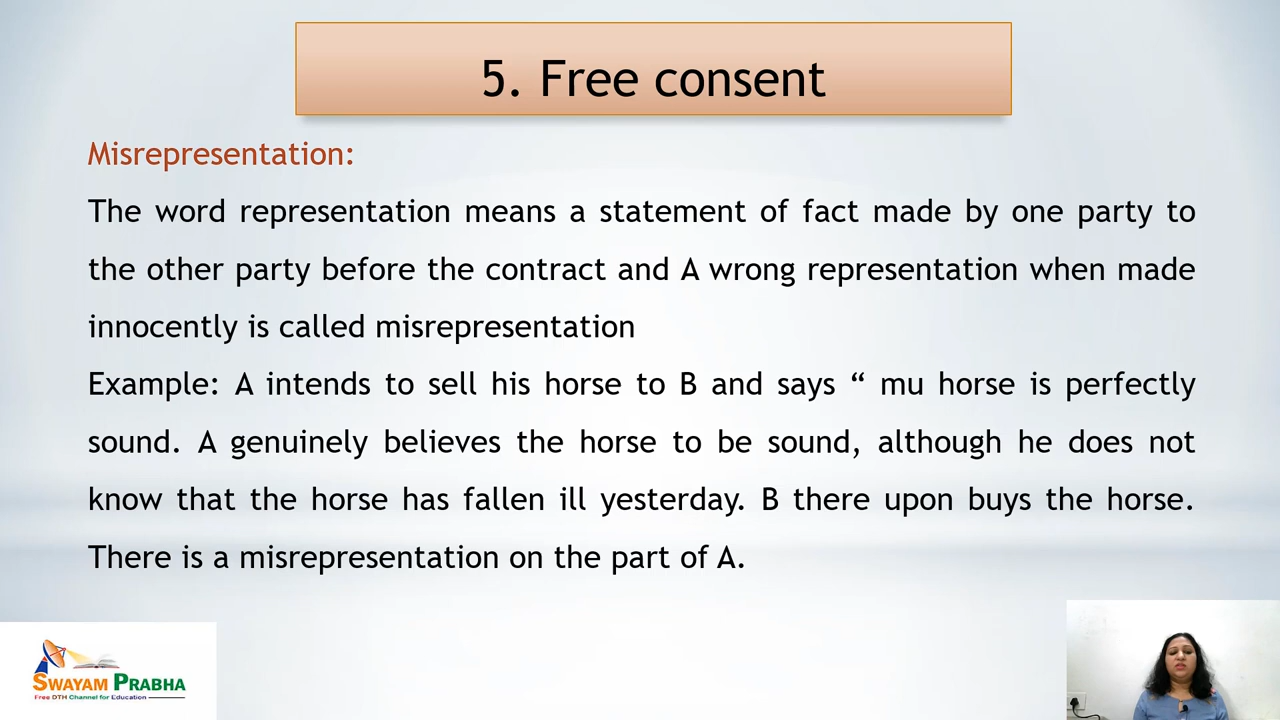 5. Free consent
Misrepresentation:
The word representation means a statement of fact made by one party to
the other party before the contract and A wrong representation when made
innocently is called misrepresentation
Example: A intends to sell his horse to B and says “ mu horse is perfectly
sound. A genuinely believes the horse to be sound, although he does not
know that the horse has fallen ill yesterday. B there upon buys the horse.
There is a misrepresentation on the part of A.
SWAYAM PRABHA
Free DTH Channel for Education